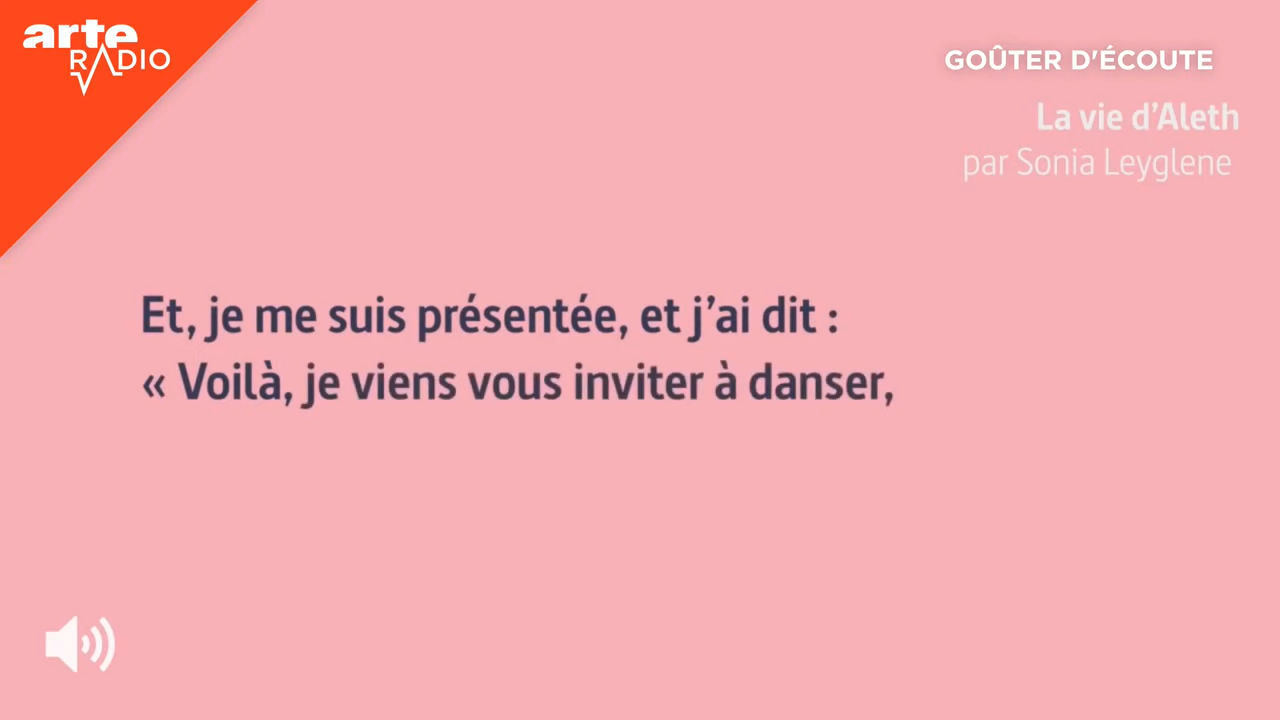 arte
RADIO
GOÛTER D'ÉCOUTE
La vie d’Aleth
par Sonia Leyglene
Et, je me suis présentée, et j’ai dit :
« Voilà, je viens vous inviter à danser,